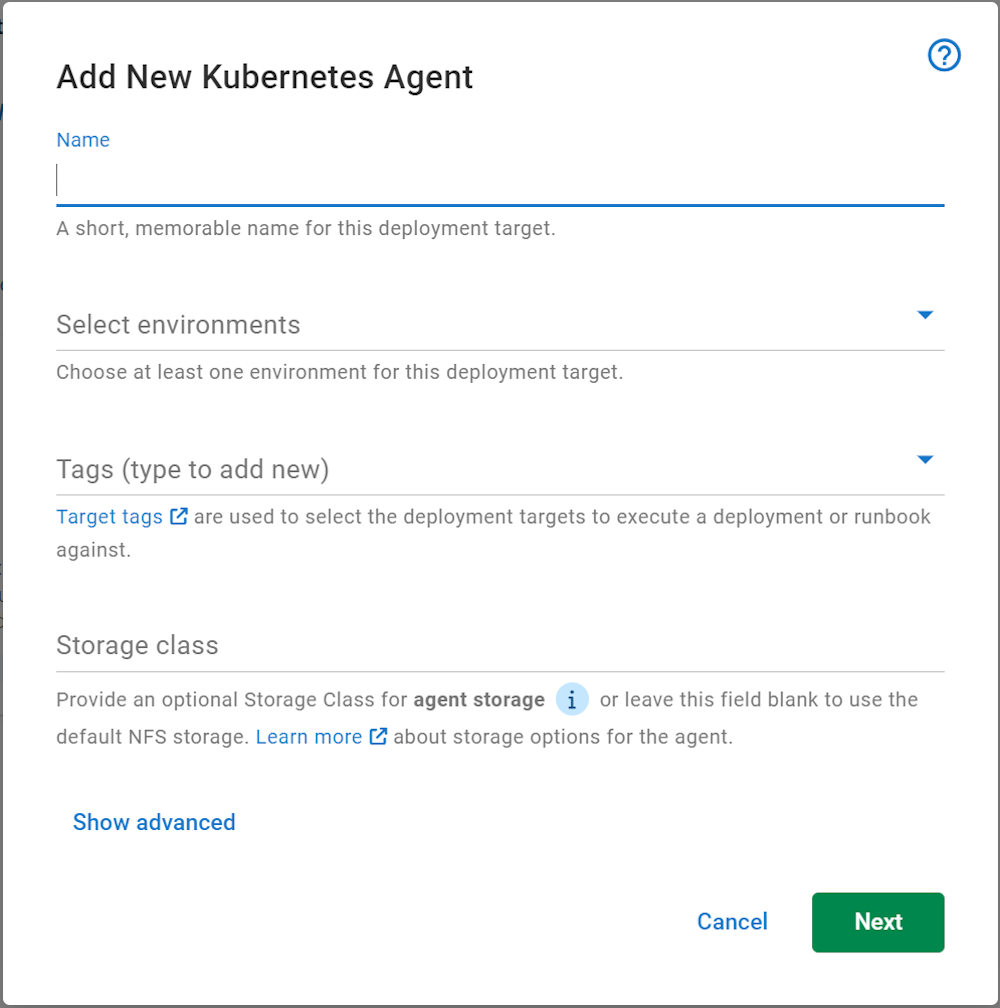 Add New Kubernetes Agent
Name
A short, memorable name for this deployment target.
Select environments
Choose at least one environment for this deployment target.
Tags (type to add new)
Target tags are used to select the deployment targets to execute a deployment or runbook
against.
Storage class
Provide an optional Storage Class for agent storage i or leave this field blank to use the
default NFS storage. Learn more about storage options for the agent.
Show advanced
Cancel
Next